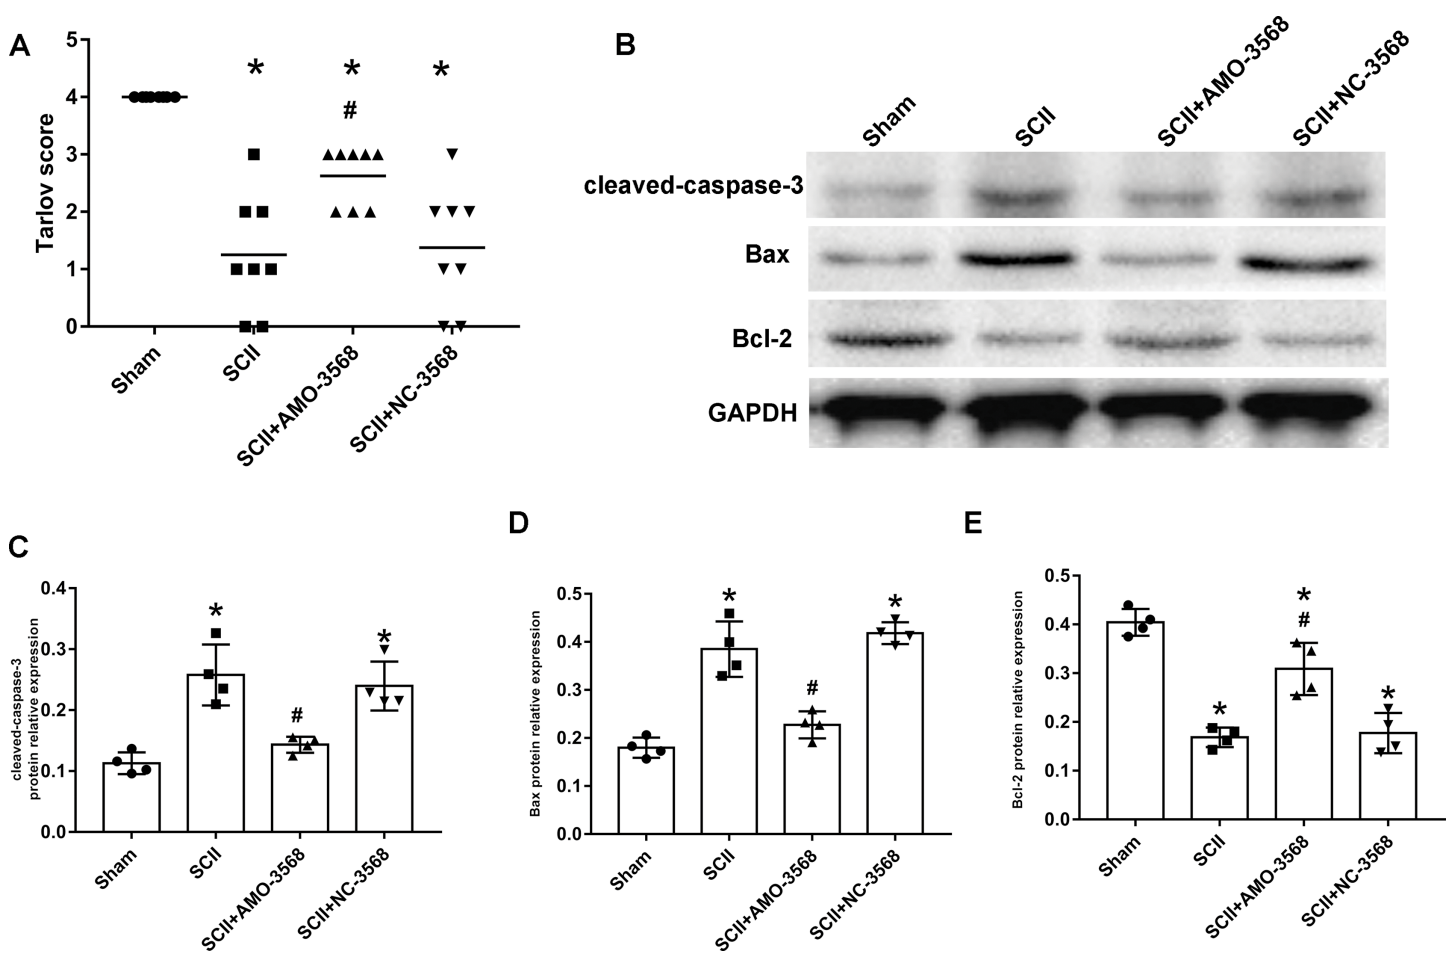 A
Tarlov score
5
4
3
2
1
0
*
*
#
*
Sham
SCII
SCII+AMO-3568
SCII+NC-3568
B
Sham
SCII
SCII+AMO-3568
SCII+NC-3568
cleaved-caspase-3
Bax
Bcl-2
GAPDH
C
cleaved-caspase-3
protein relative expression
0.4
0.3
0.2
0.1
0.0
*
#
*
Sham
SCII
SCII+AMO-3568
SCII+NC-3568
D
Bax protein relative expression
0.5
0.4
0.3
0.2
0.1
0.0
*
#
*
Sham
SCII
SCII+AMO-3568
SCII+NC-3568
E
Bcl-2 protein relative expression
0.5
0.4
0.3
0.2
0.1
0.0
*
*
#
*
Sham
SCII
SCII+AMO-3568
SCII+NC-3568